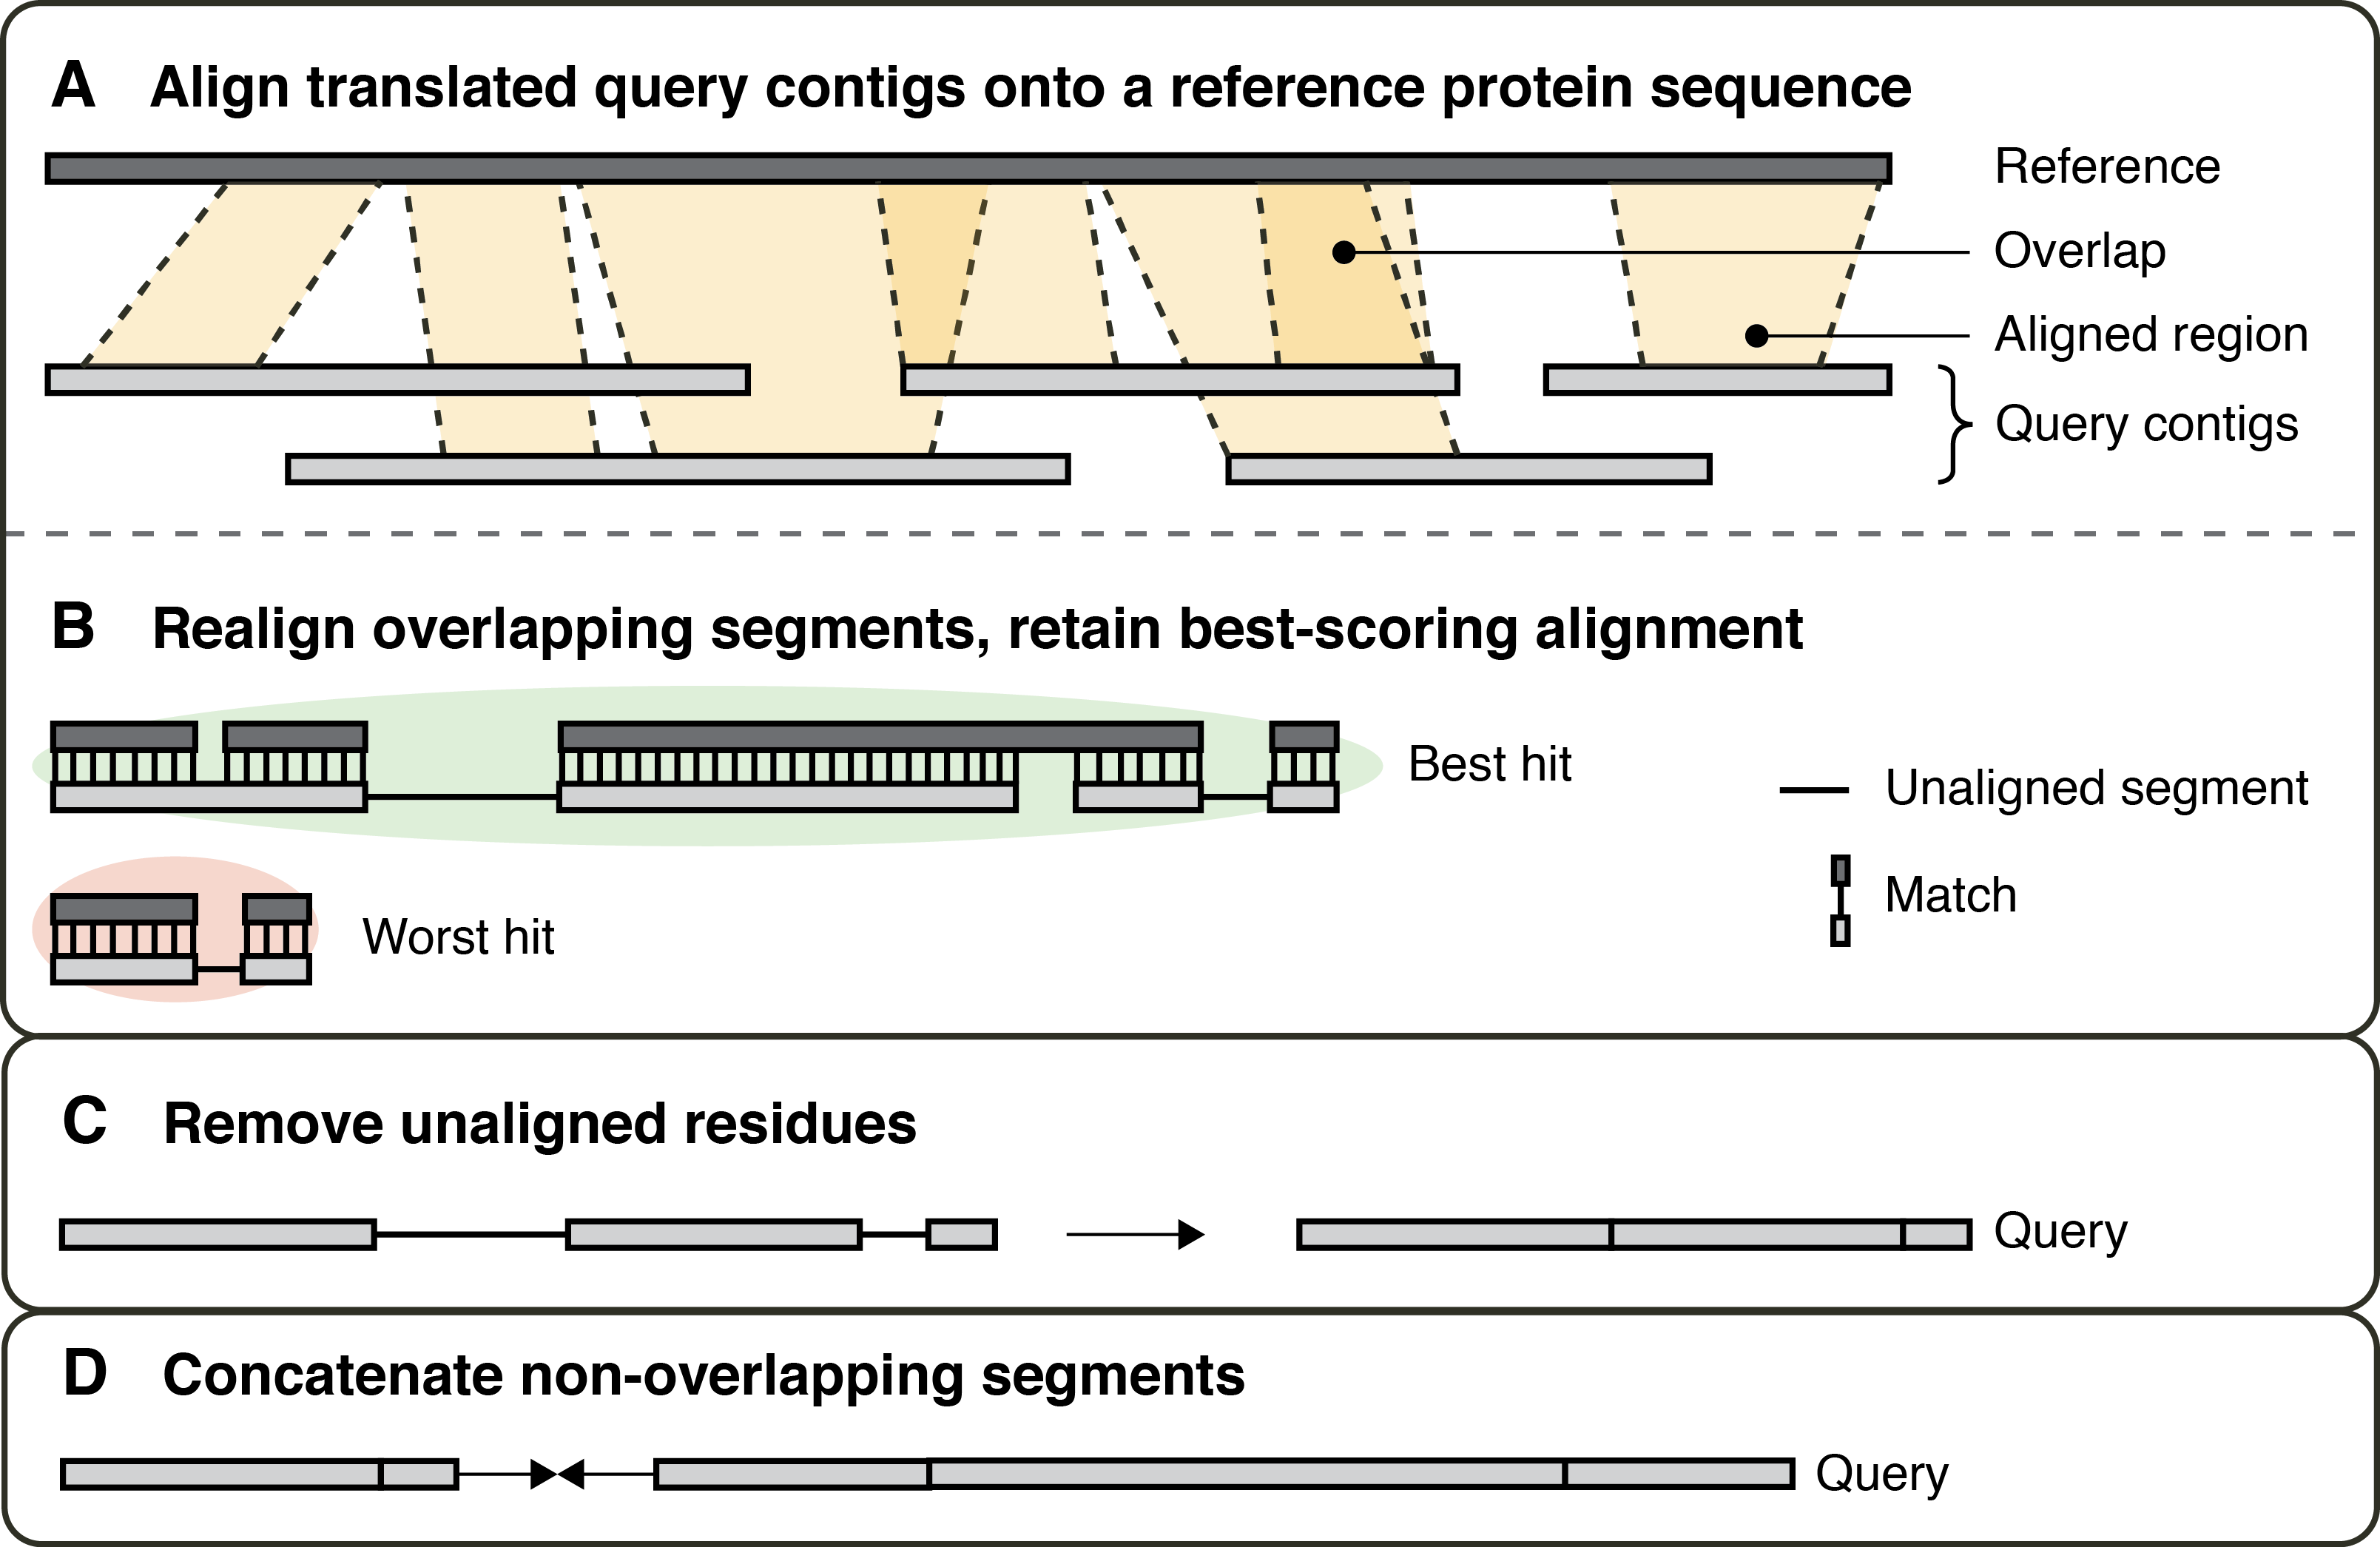 A Align translated query contigs onto a reference protein sequence
Reference
Overlap
Aligned region
Query contigs
B Realign overlapping segments, retain best-scoring alignment
Best hit
Unaligned segment
Match
Worst hit
C Remove unaligned residues
Query
D Concatenate non-overlapping segments
Query